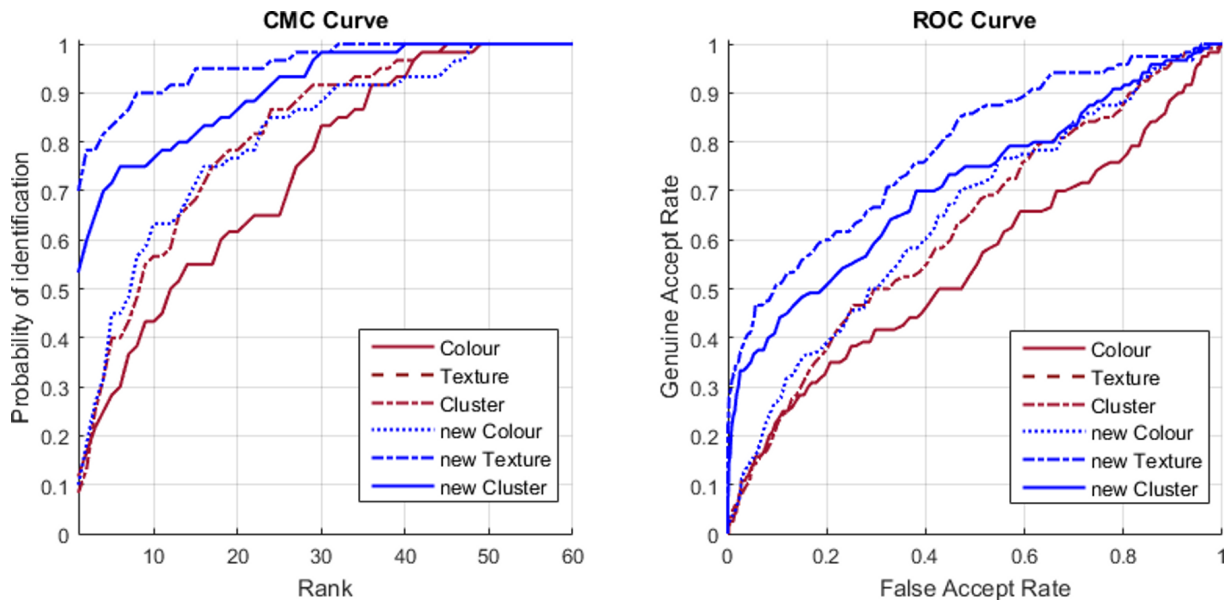 CMC Curve
1
0.9
0.8
0.7
0.6
0.5
0.4
0.3
0.2
0.1
0
Probability of identification
10 20 30 40 50 60
Rank
Colour
Texture
Cluster
new Colour
new Texture
new Cluster
ROC Curve
1
0.9
0.8
0.7
0.6
0.5
0.4
0.3
0.2
0.1
0
Genuine Accept Rate
0 0.2 0.4 0.6 0.8 1
False Accept Rate
Colour
Texture
Cluster
new Colour
new Texture
new Cluster